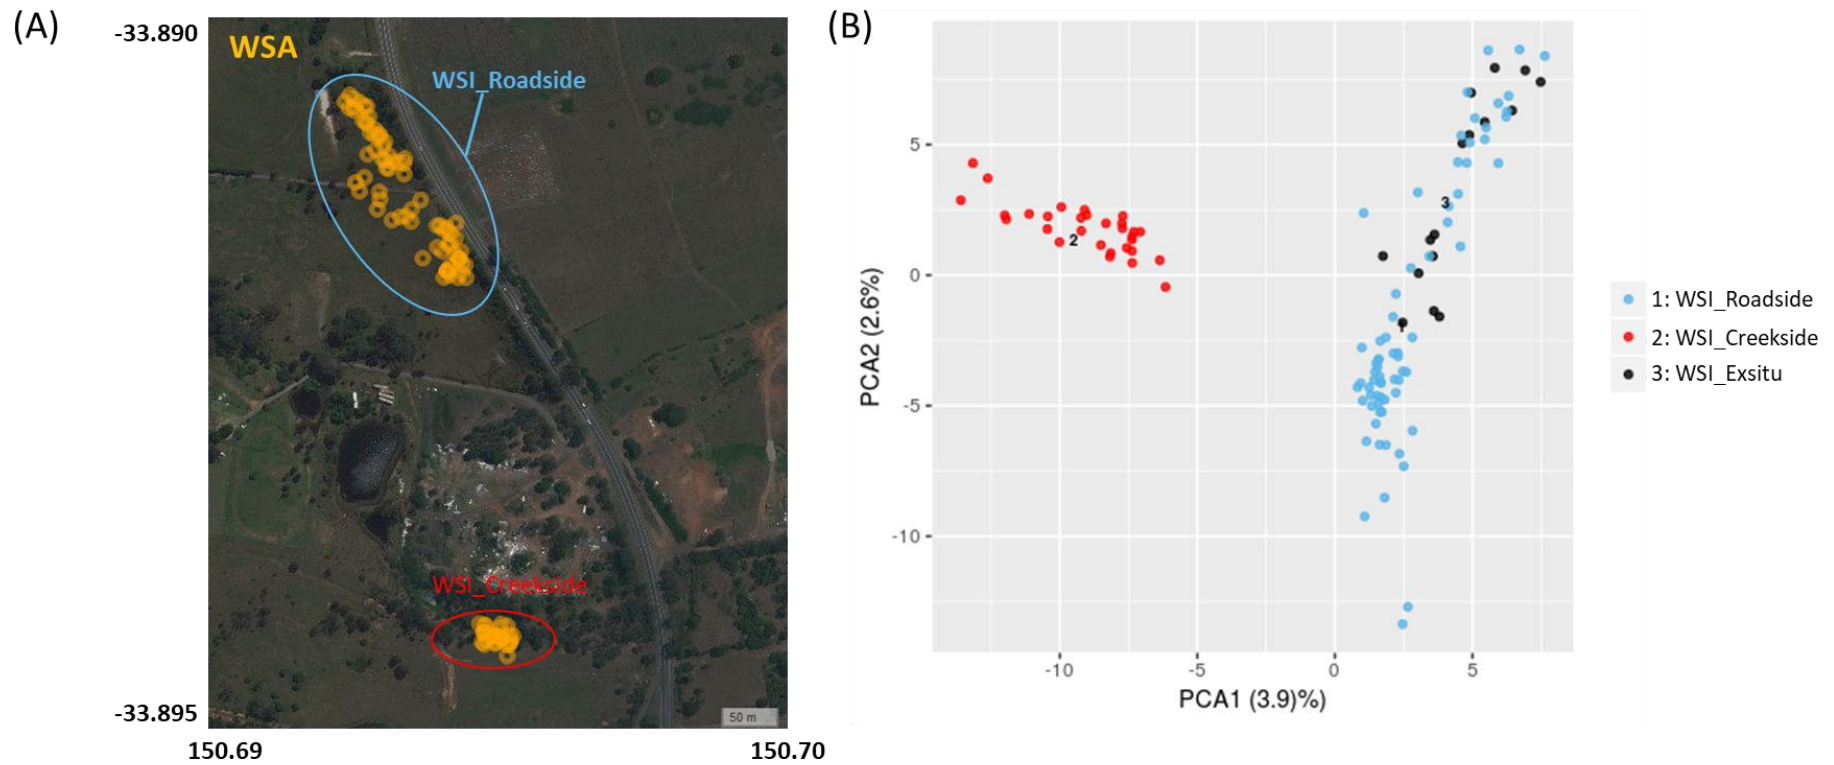 (A)
-33.890
WSA
WSI_Roadside
WSI_Creekside
50 m
-33.895
150.69
150.70
(B)
5
0
-5
-10
PCA2 (2.6%)
2
3
1
-10
-5
0
5
PCA1 (3.9)%)
1: WSI_Roadside
2: WSI_Creekside
3: WSI_Exsitu